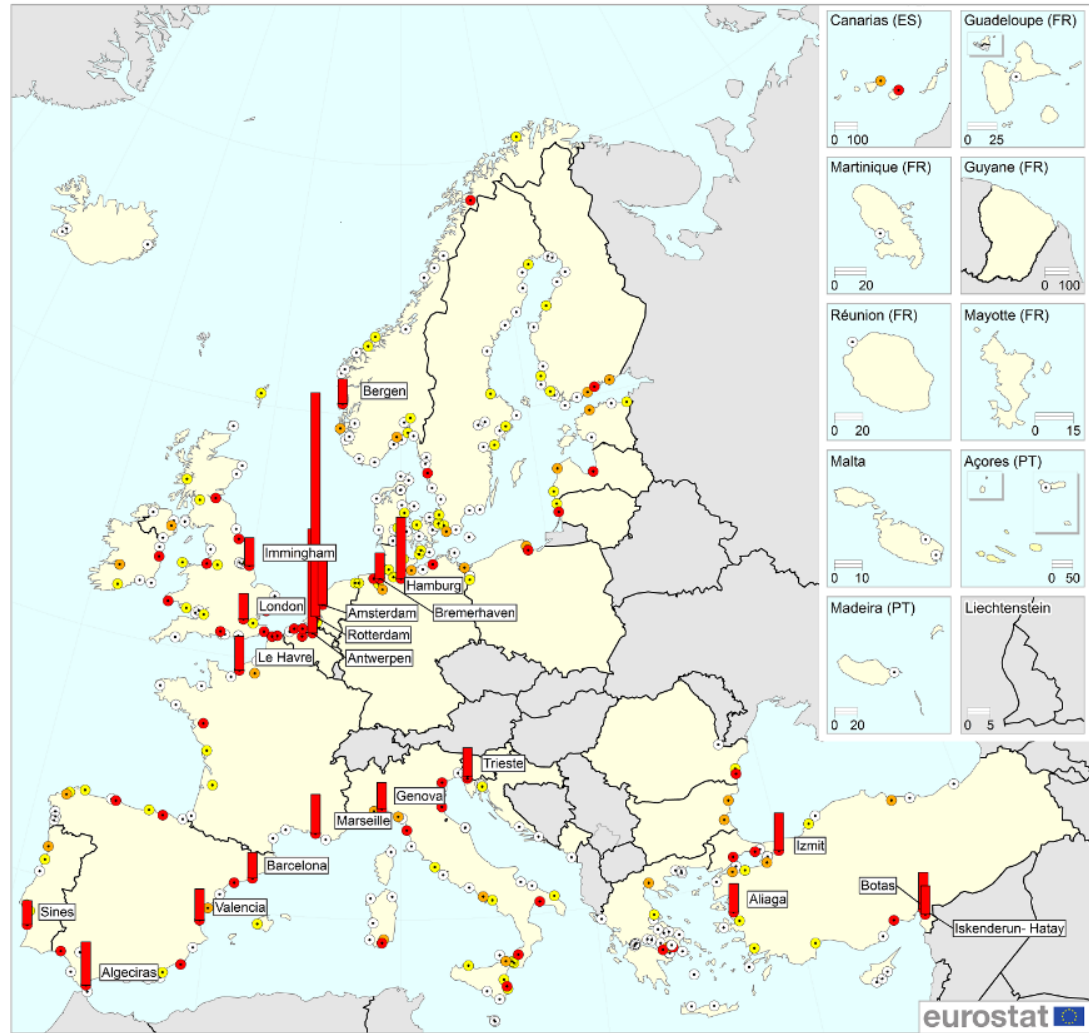 Canarias (ES)
0 100
Guadeloupe (FR)
0 25
Martinique (FR)
0 20
Guyane (FR)
0 100
Réunion (FR)
0 20
Mayotte (FR)
0 15
Malta
0 10
Açores (PT)
0 50
Madeira (PT)
0 20
Liechtenstein
0 5
Bergen
Immingham
Hamburg
London
Amsterdam
Bremerhaven
Rotterdam
Le Havre
Antwerpen
Trieste
Genova
Marseille
Izmit
Barcelona
Botas
Aliaga
Valencia
Sines
Iskenderun- Hatay
Algeciras
eurostat